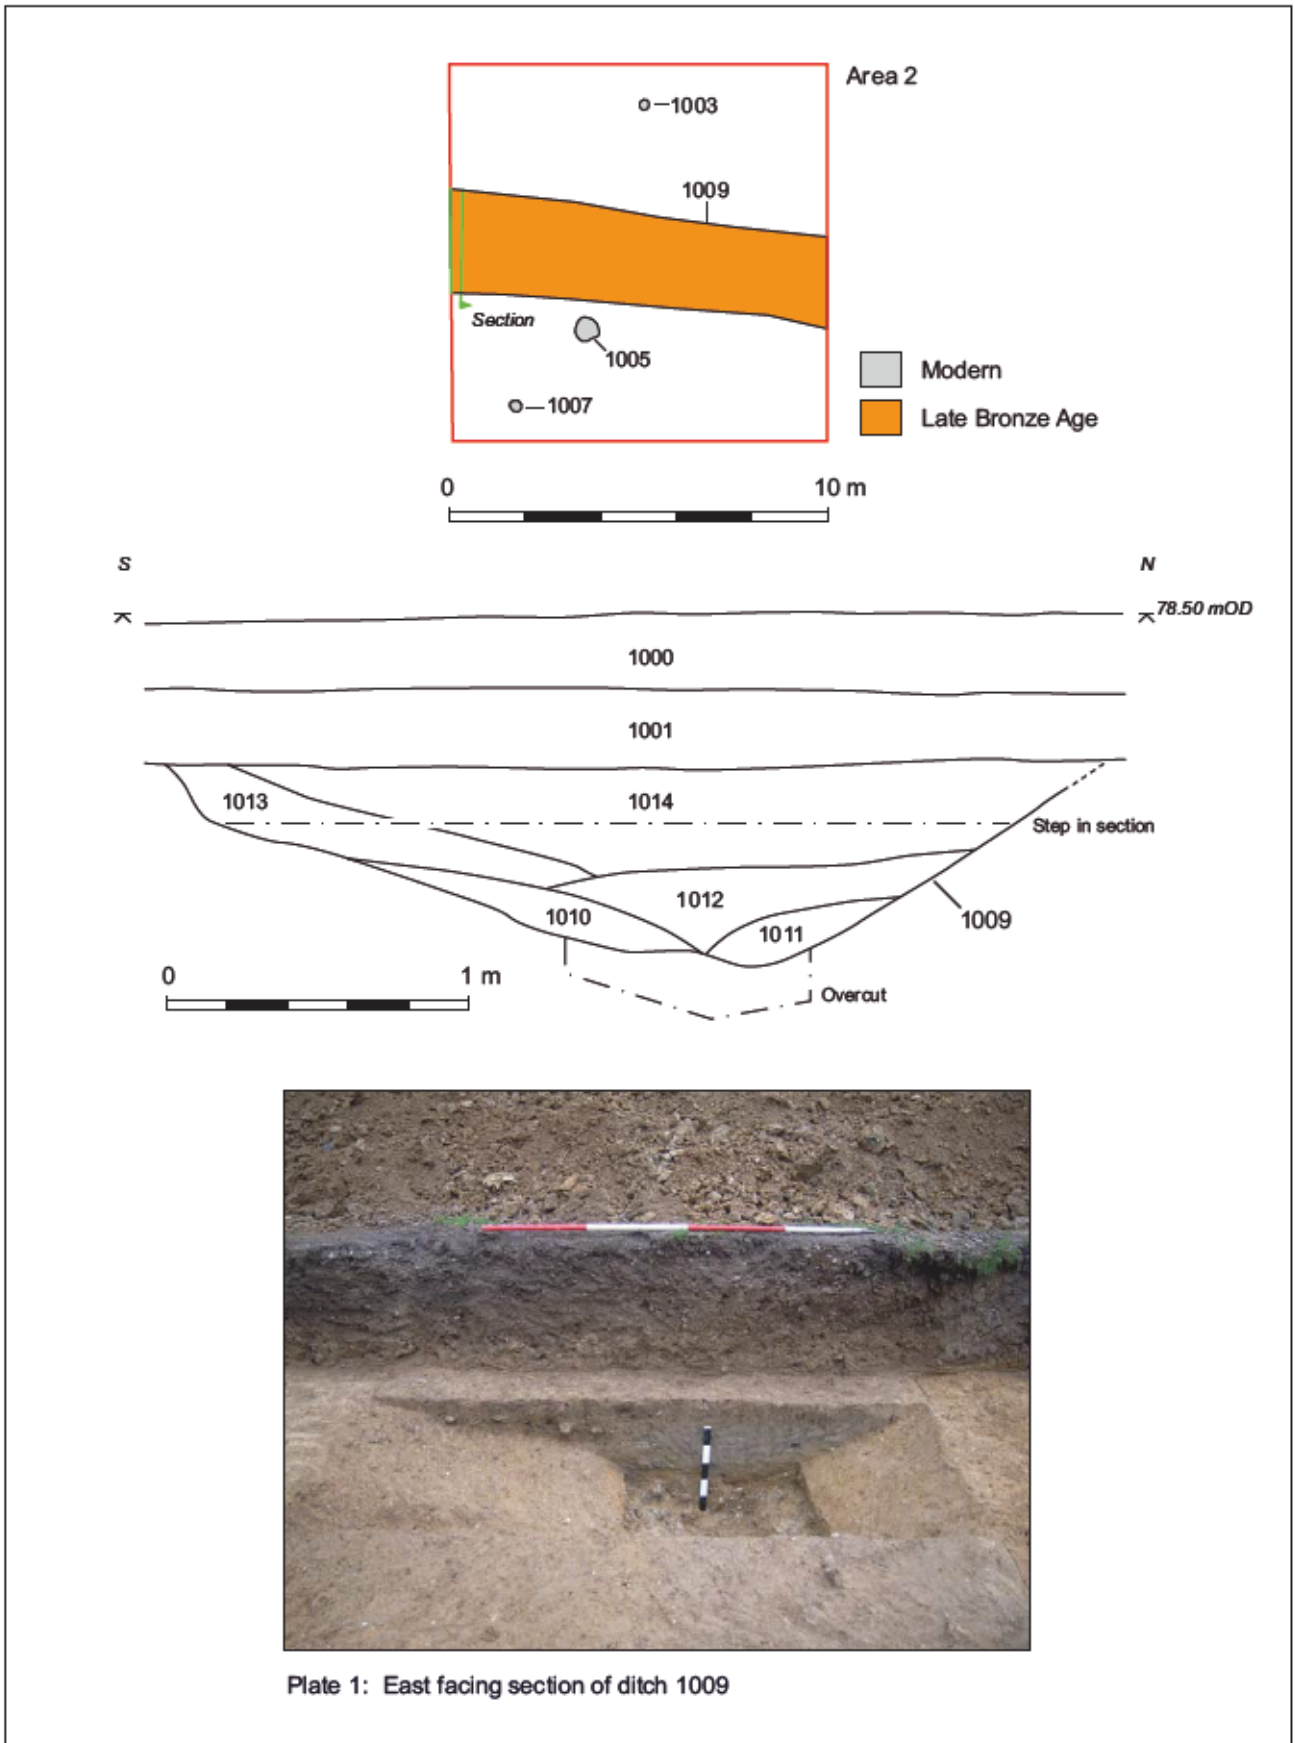 Area 2
1003
1009
Section
1005
1007
Modern
Late Bronze Age
0 10 m
S N
78.50 mOD
1000
1001
1013 1014
Step in section
1012
1010 1011 1009
0 1 m
Overcut
Plate 1: East facing section of ditch 1009